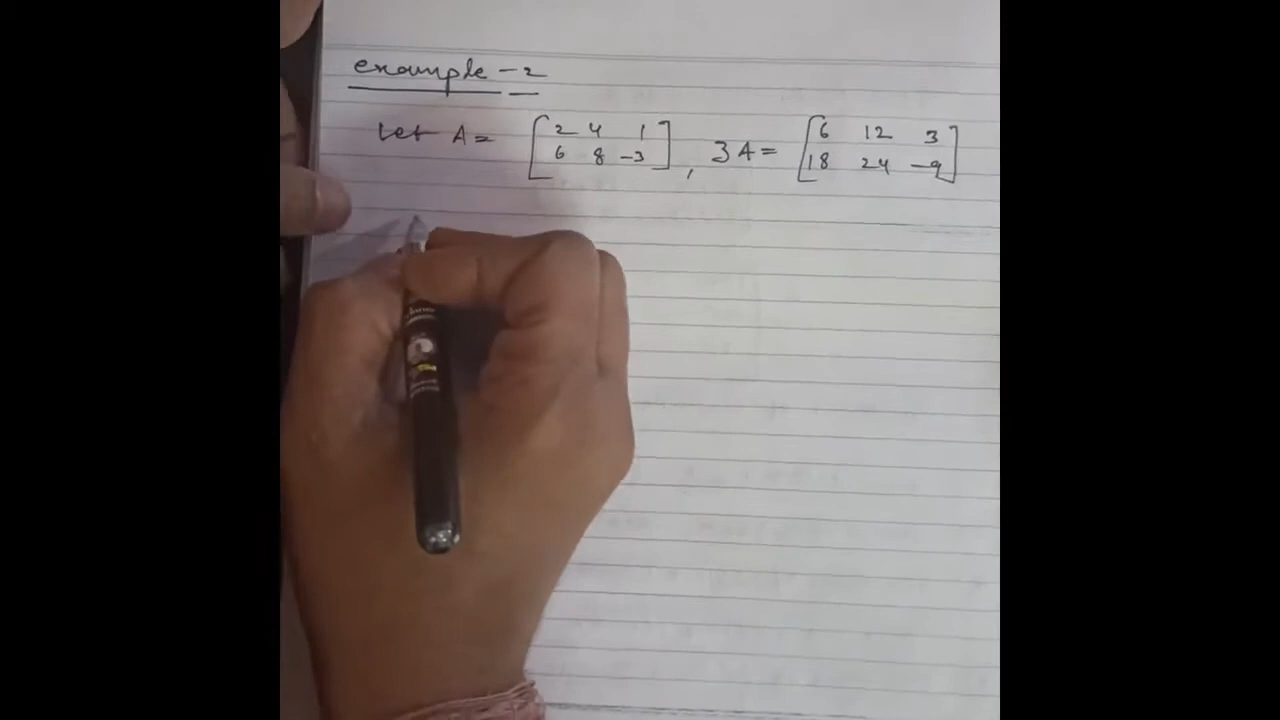 example - 2
Let A = [ 2 4 1 ] , 3A = [ 6 12 3 ]
[ 6 8 -3 ] [ 18 24 -9 ]